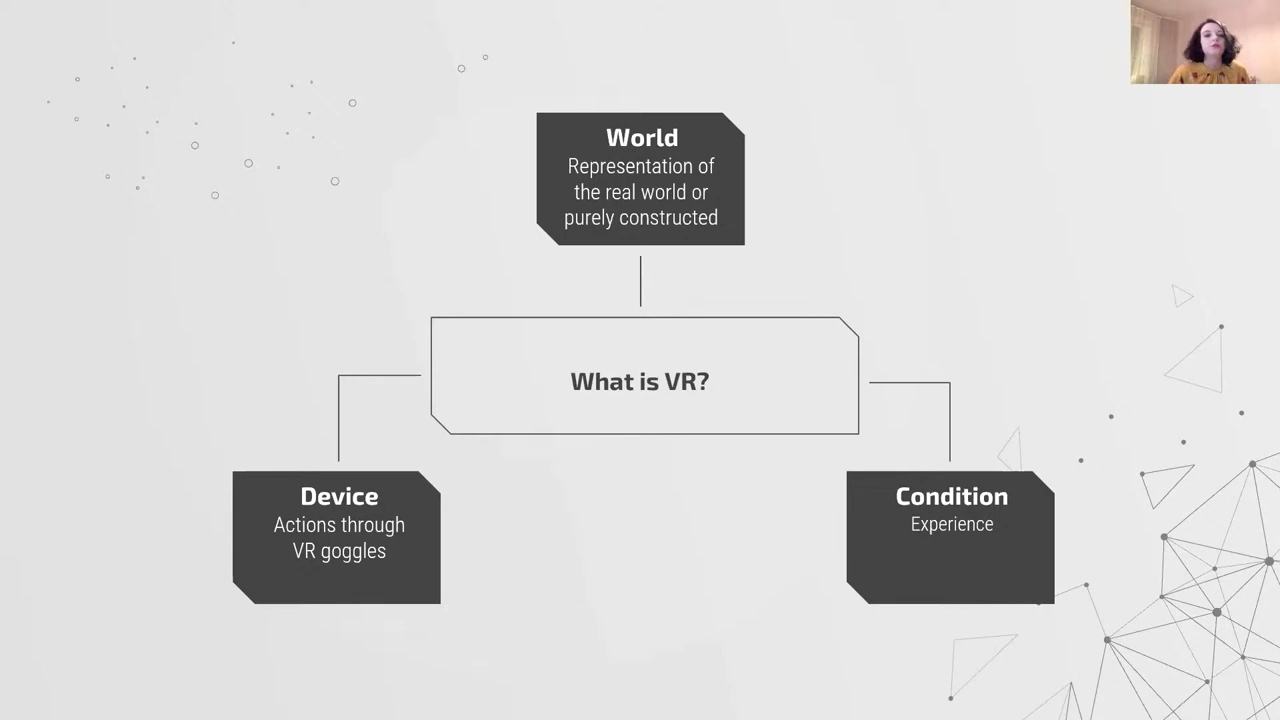 World
Representation of
the real world or
purely constructed
What is VR?
Device
Actions through
VR goggles
Condition
Experience